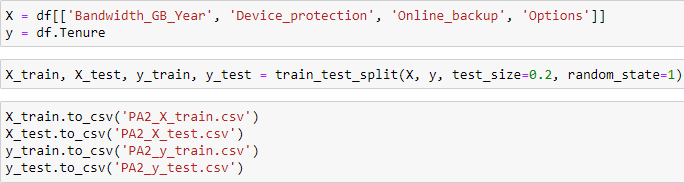 X = df[['Bandwidth_GB_Year', 'Device_protection', 'Online_backup', 'Options']]
y = df.Tenure
X_train, X_test, y_train, y_test = train_test_split(X, y, test_size=0.2, random_state=1)
X_train.to_csv('PA2_X_train.csv')
X_test.to_csv('PA2_X_test.csv')
y_train.to_csv('PA2_y_train.csv')
y_test.to_csv('PA2_y_test.csv')